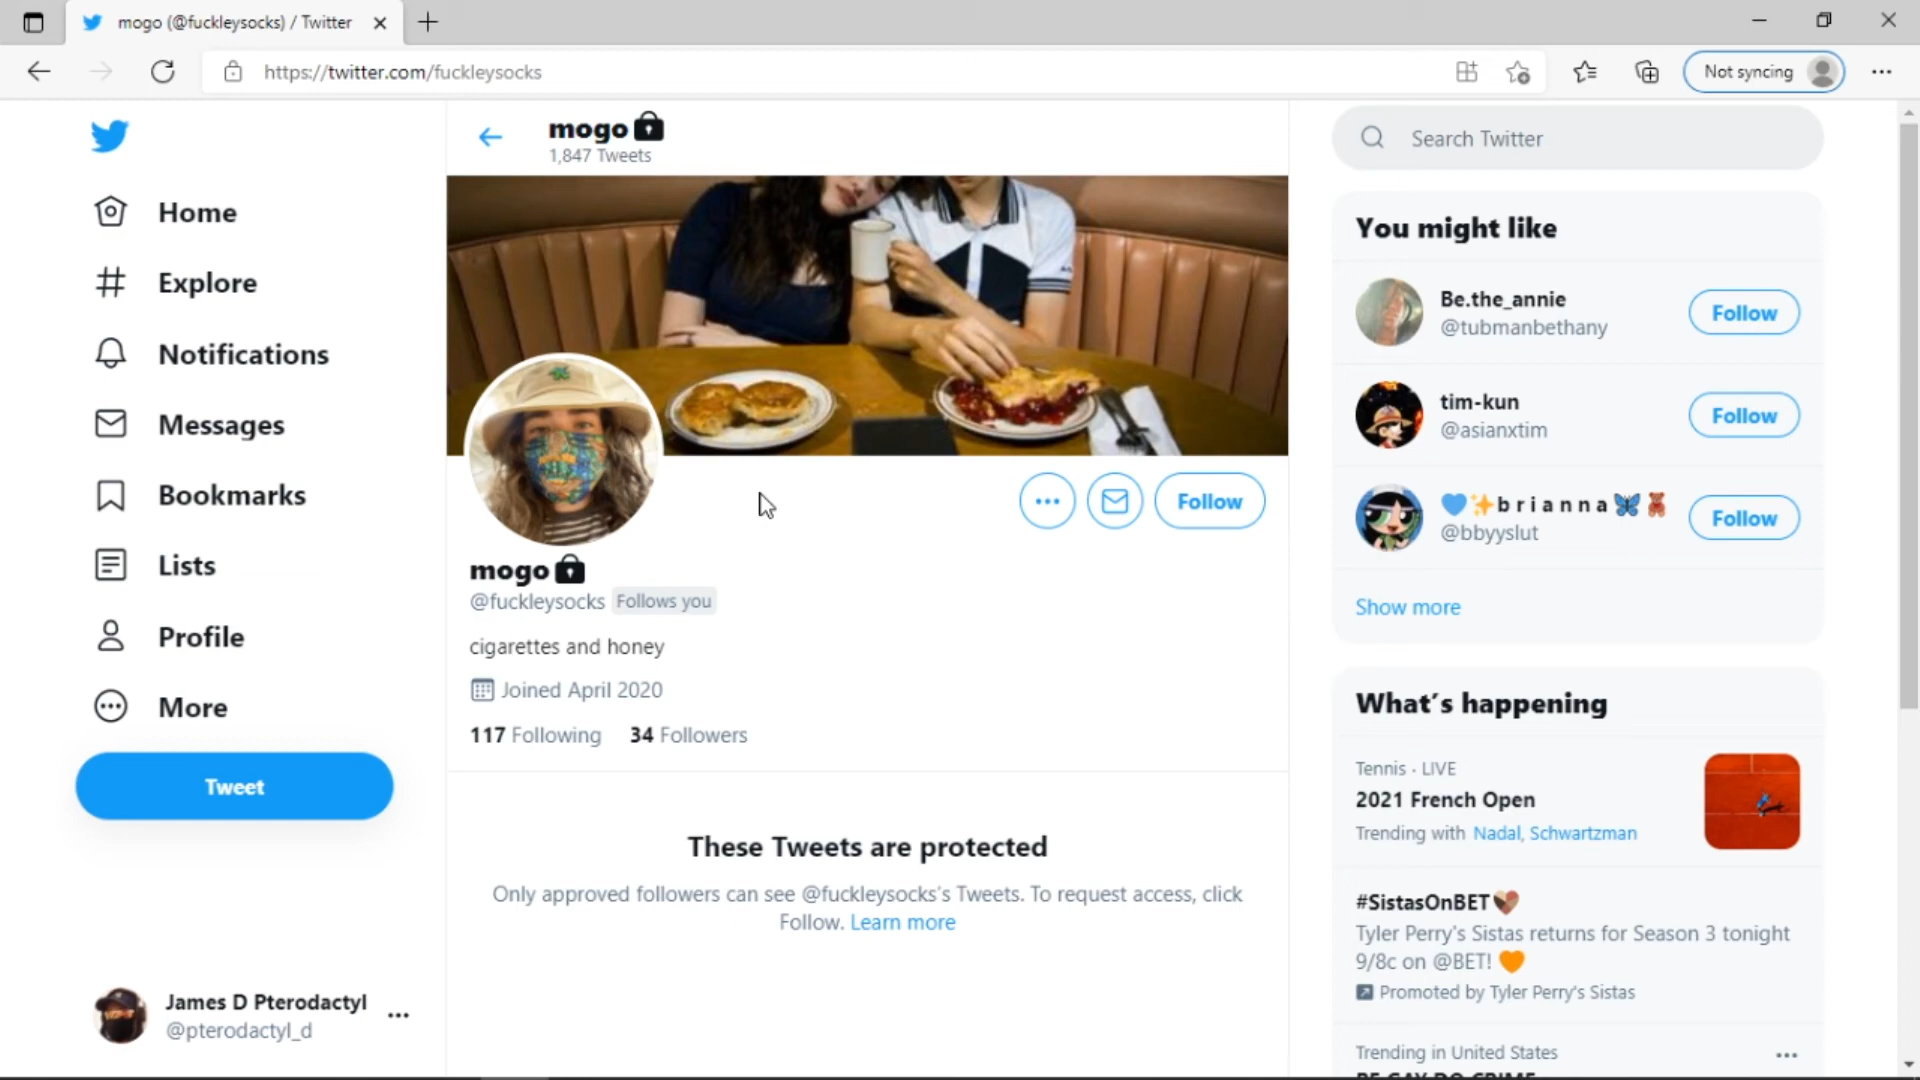 mogo (@fuckleysocks) / Twitter
https://twitter.com/fuckleysocks
Not syncing
Home
Explore
Notifications
Messages
Bookmarks
Lists
Profile
More
Tweet
James D Pterodactyl
@pterodactyl_d
mogo
1,847 Tweets
Follow
mogo
@fuckleysocks Follows you
cigarettes and honey
Joined April 2020
117 Following 34 Followers
These Tweets are protected
Only approved followers can see @fuckleysocks's Tweets. To request access, click
Follow. Learn more
Search Twitter
You might like
Be.the_annie
@tubmanbethany
Follow
tim-kun
@asianxtim
Follow
💙✨b r i a n n a🦋🧸
@bbyyslut
Follow
Show more
What's happening
Tennis · LIVE
2021 French Open
Trending with Nadal, Schwartzman
#SistasOnBET
Tyler Perry's Sistas returns for Season 3 tonight
9/8c on @BET! 🧡
Promoted by Tyler Perry's Sistas
Trending in United States
BE GAY DO CRIME